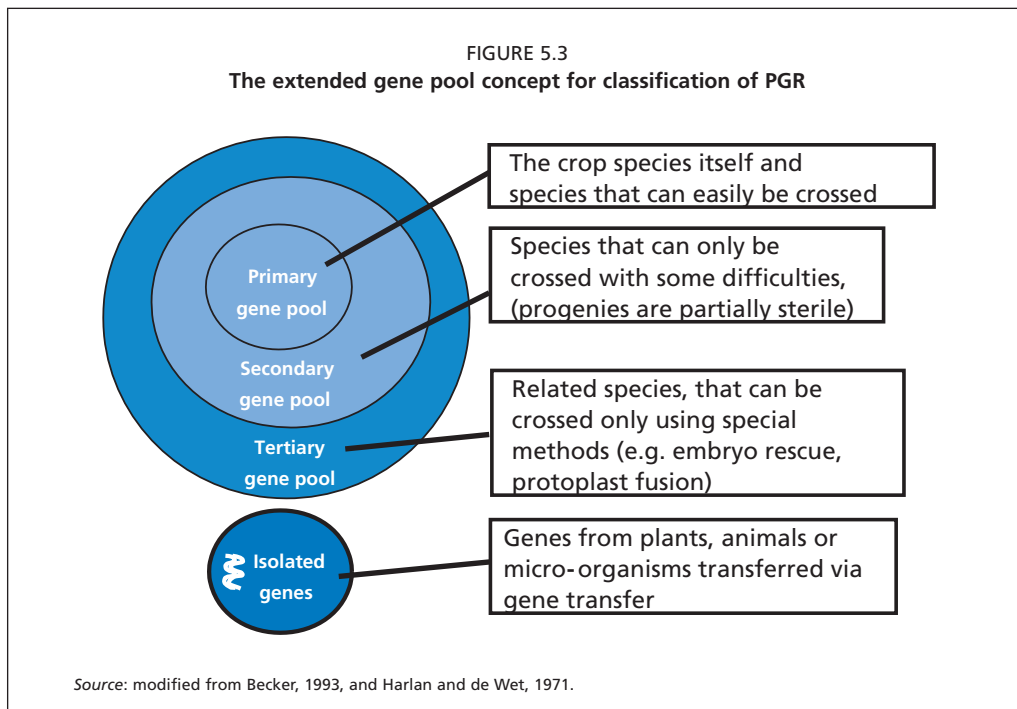 FIGURE 5.3
The extended gene pool concept for classification of PGR
The crop species itself and
species that can easily be crossed
Species that can only be
crossed with some difficulties,
(progenies are partially sterile)
Primary
gene pool
Secondary
gene pool
Related species, that can be
crossed only using special
methods (e.g. embryo rescue,
protoplast fusion)
Tertiary
gene pool
Isolated
genes
Genes from plants, animals or
micro-organisms transferred via
gene transfer
Source: modified from Becker, 1993, and Harlan and de Wet, 1971.